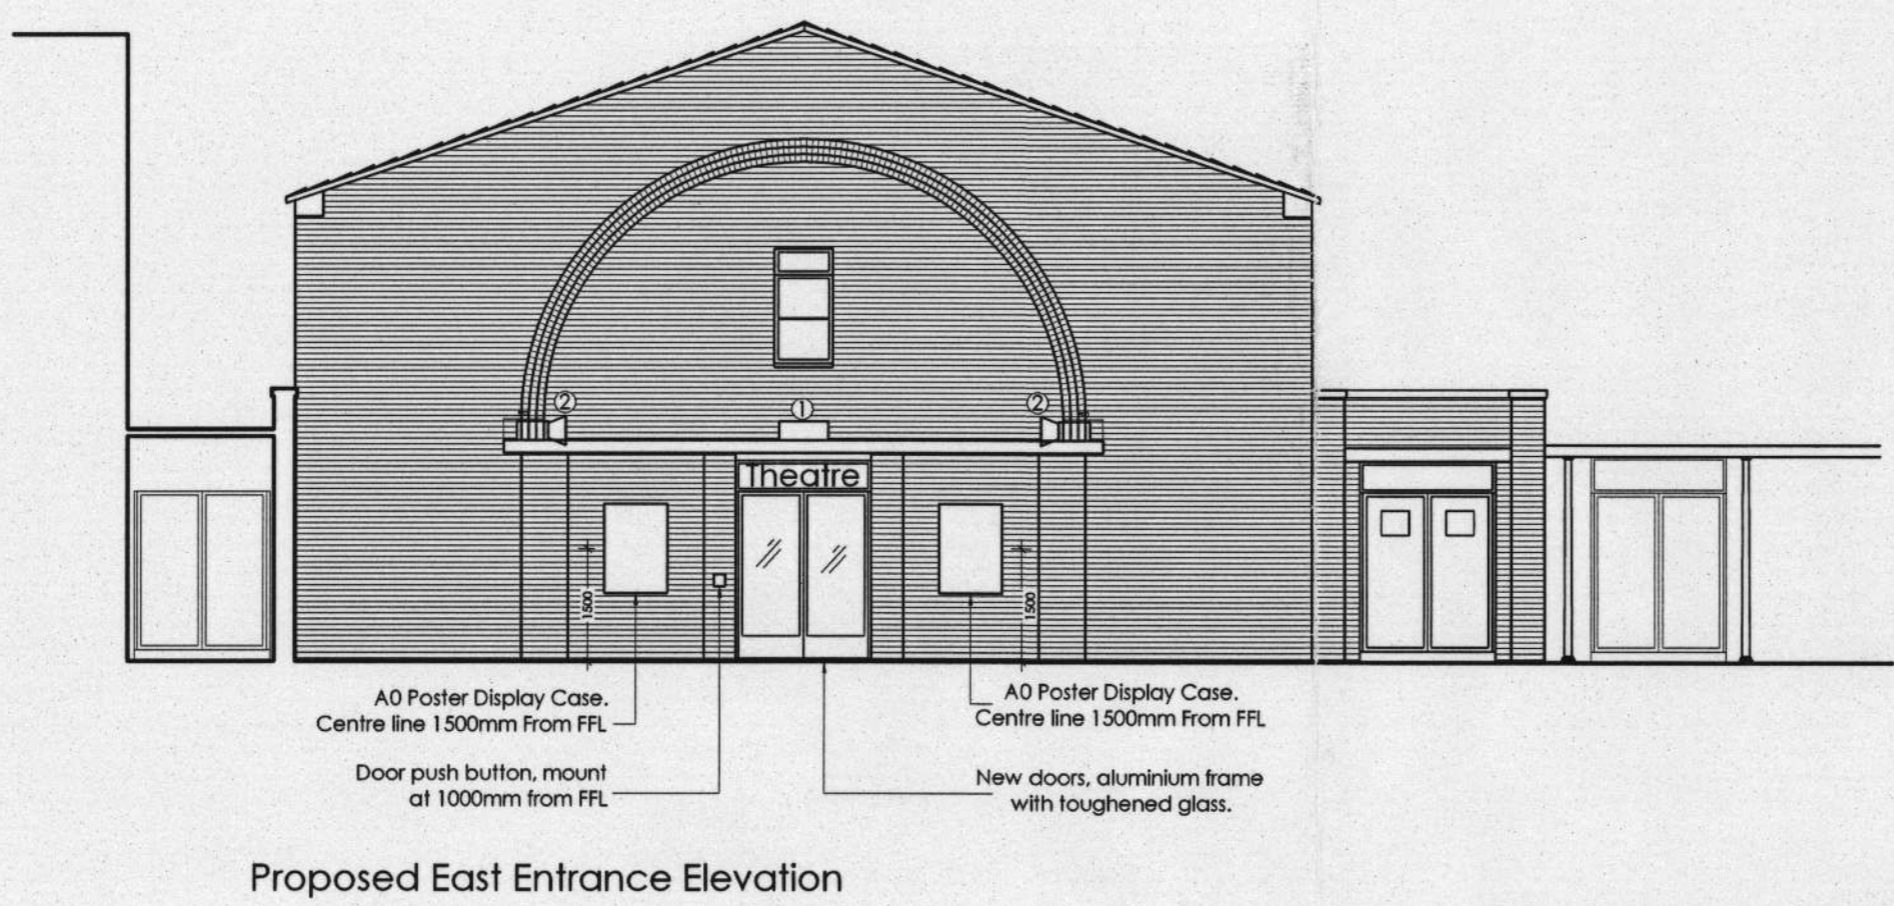 ②
①
②
Theatre
1500
1500
A0 Poster Display Case.
Centre line 1500mm From FFL
A0 Poster Display Case.
Centre line 1500mm From FFL
Door push button, mount
at 1000mm from FFL
New doors, aluminium frame
with toughened glass.
Proposed East Entrance Elevation